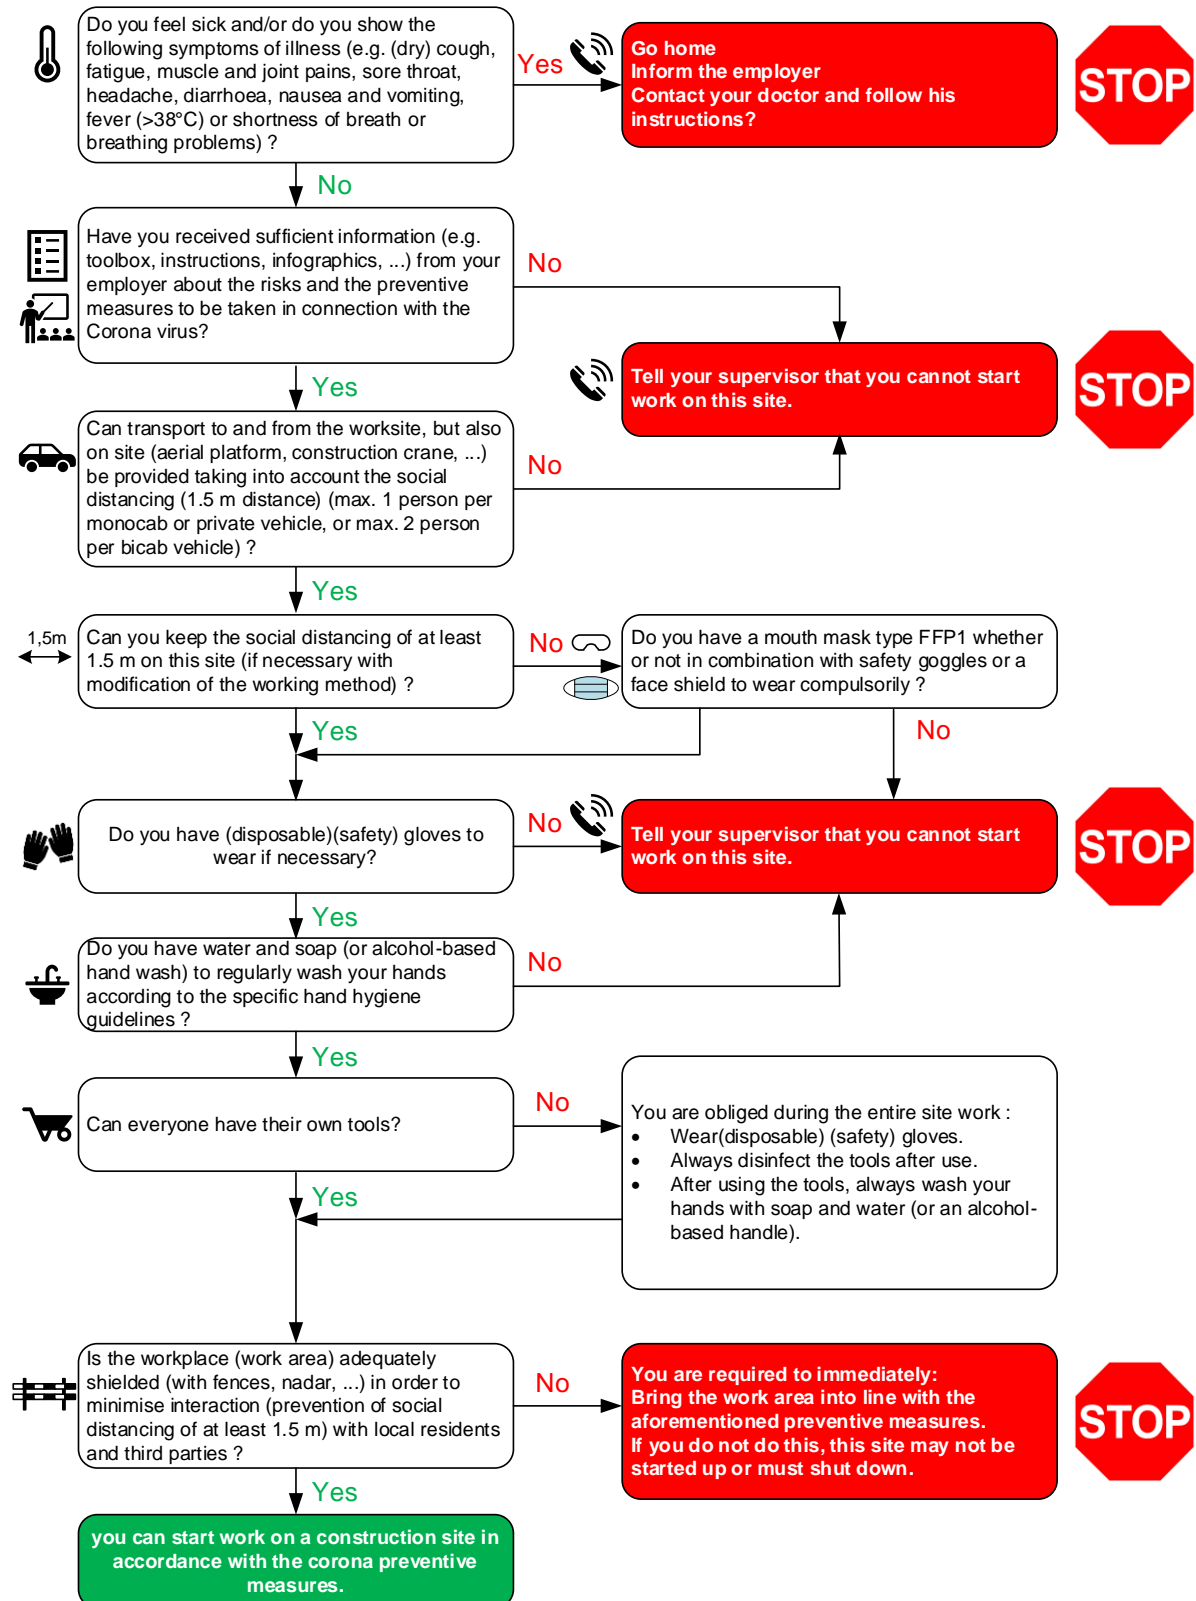 Do you feel sick and/or do you show the
following symptoms of illness (e.g. (dry) cough,
fatigue, muscle and joint pains, sore throat,
headache, diarrhoea, nausea and vomiting,
fever (>38°C) or shortness of breath or
breathing problems) ?
Yes
Go home
Inform the employer
Contact your doctor and follow his
instructions?
STOP
No
Have you received sufficient information (e.g.
toolbox, instructions, infographics, ...) from your
employer about the risks and the preventive
measures to be taken in connection with the
Corona virus?
No
Tell your supervisor that you cannot start
work on this site.
STOP
Yes
Can transport to and from the worksite, but also
on site (aerial platform, construction crane, ...)
be provided taking into account the social
distancing (1.5 m distance) (max. 1 person per
monocab or private vehicle, or max. 2 person
per bicab vehicle) ?
No
Yes
1,5m
Can you keep the social distancing of at least
1.5 m on this site (if necessary with
modification of the working method) ?
No
Do you have a mouth mask type FFP1 whether
or not in combination with safety goggles or a
face shield to wear compulsorily ?
Yes
No
Do you have (disposable)(safety) gloves to
wear if necessary?
No
Tell your supervisor that you cannot start
work on this site.
STOP
Yes
Do you have water and soap (or alcohol-based
hand wash) to regularly wash your hands
according to the specific hand hygiene
guidelines ?
No
Yes
Can everyone have their own tools?
No
You are obliged during the entire site work :
• Wear(disposable) (safety) gloves.
• Always disinfect the tools after use.
• After using the tools, always wash your
hands with soap and water (or an alcohol-
based handle).
Yes
Is the workplace (work area) adequately
shielded (with fences, nadar, ...) in order to
minimise interaction (prevention of social
distancing of at least 1.5 m) with local residents
and third parties ?
No
You are required to immediately:
Bring the work area into line with the
aforementioned preventive measures.
If you do not do this, this site may not be
started up or must shut down.
STOP
Yes
you can start work on a construction site in
accordance with the corona preventive
measures.